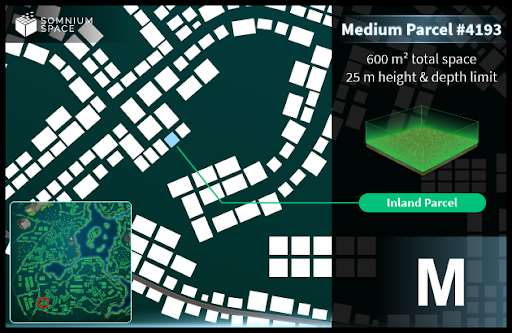 SOMNIUM
SPACE
Medium Parcel #4193
600 m² total space
25 m height & depth limit
Inland Parcel
M